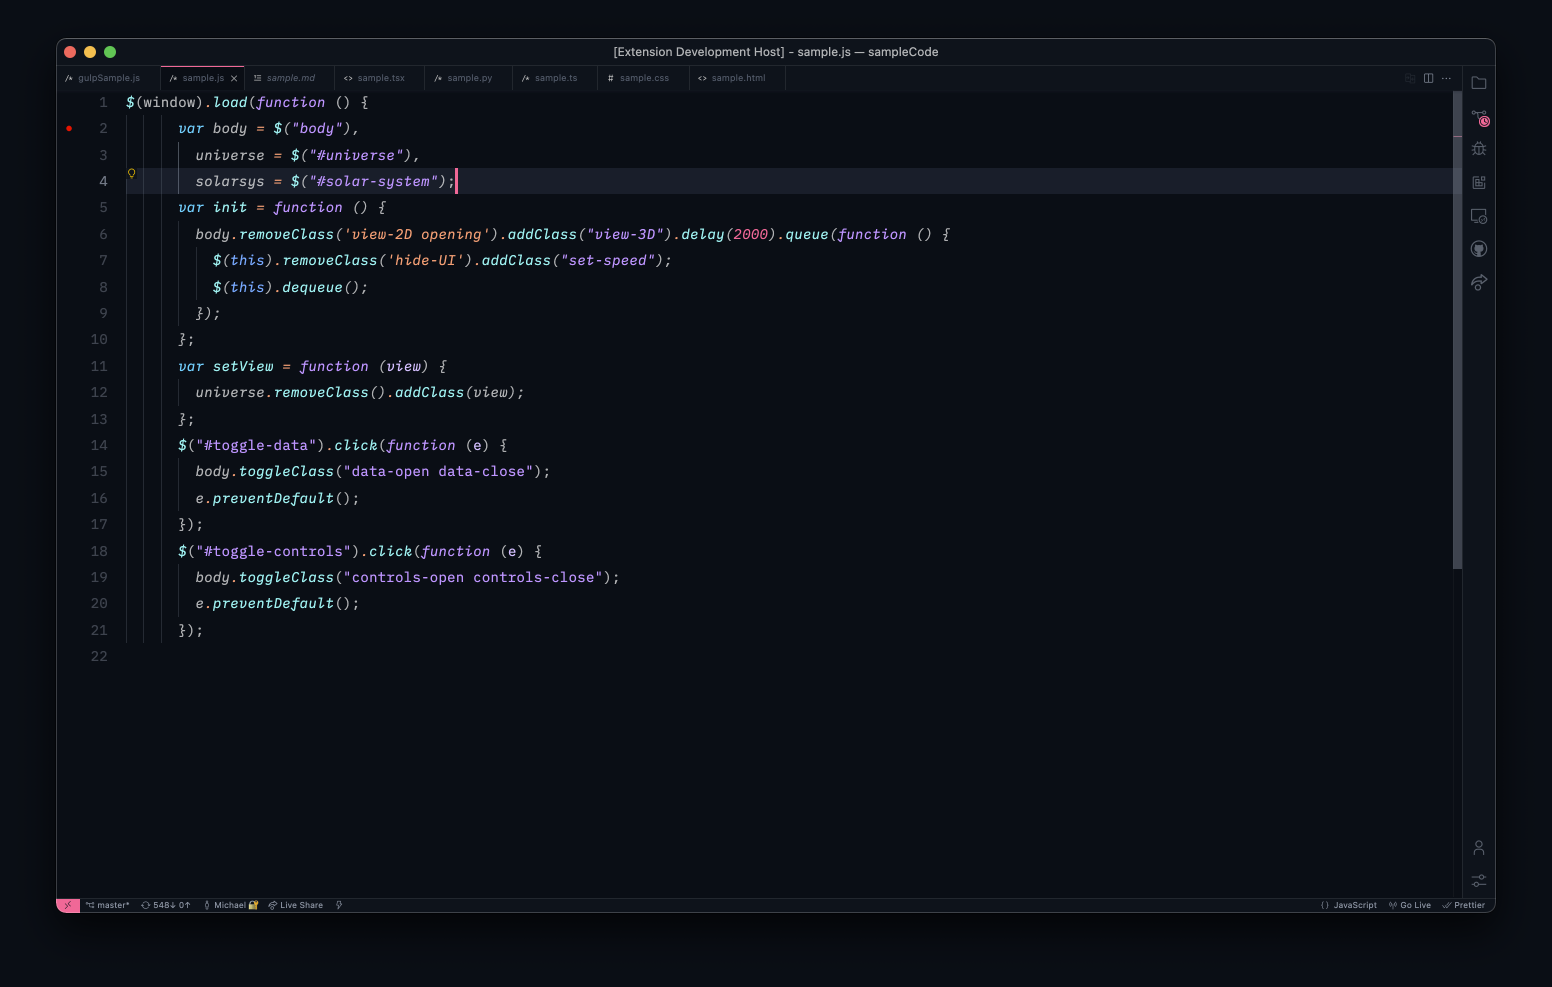 [Extension Development Host] - sample.js — sampleCode
gulpSample.js sample.js sample.md sample.tsx sample.py sample.ts sample.css sample.html
1 $(window).load(function () {
2 var body = $("body"),
3 universe = $("#universe"),
4 solarsys = $("#solar-system");
5 var init = function () {
6 body.removeClass('view-2D opening').addClass("view-3D").delay(2000).queue(function () {
7 $(this).removeClass('hide-UI').addClass("set-speed");
8 $(this).dequeue();
9 });
10 };
11 var setView = function (view) {
12 universe.removeClass().addClass(view);
13 };
14 $("#toggle-data").click(function (e) {
15 body.toggleClass("data-open data-close");
16 e.preventDefault();
17 });
18 $("#toggle-controls").click(function (e) {
19 body.toggleClass("controls-open controls-close");
20 e.preventDefault();
21 });
22
master* 548↓ 0↑ Michael Live Share {} JavaScript Go Live Prettier